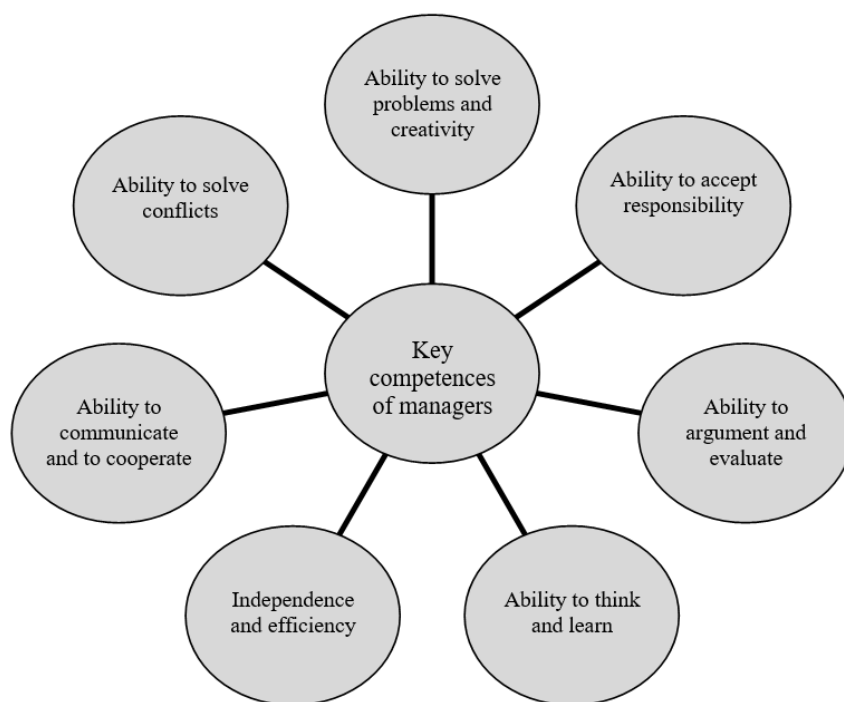 Ability to solve
problems and
creativity
Ability to solve
conflicts
Ability to accept
responsibility
Key
competences
of managers
Ability to
communicate
and to cooperate
Ability to
argument and
evaluate
Independence
and efficiency
Ability to think
and learn